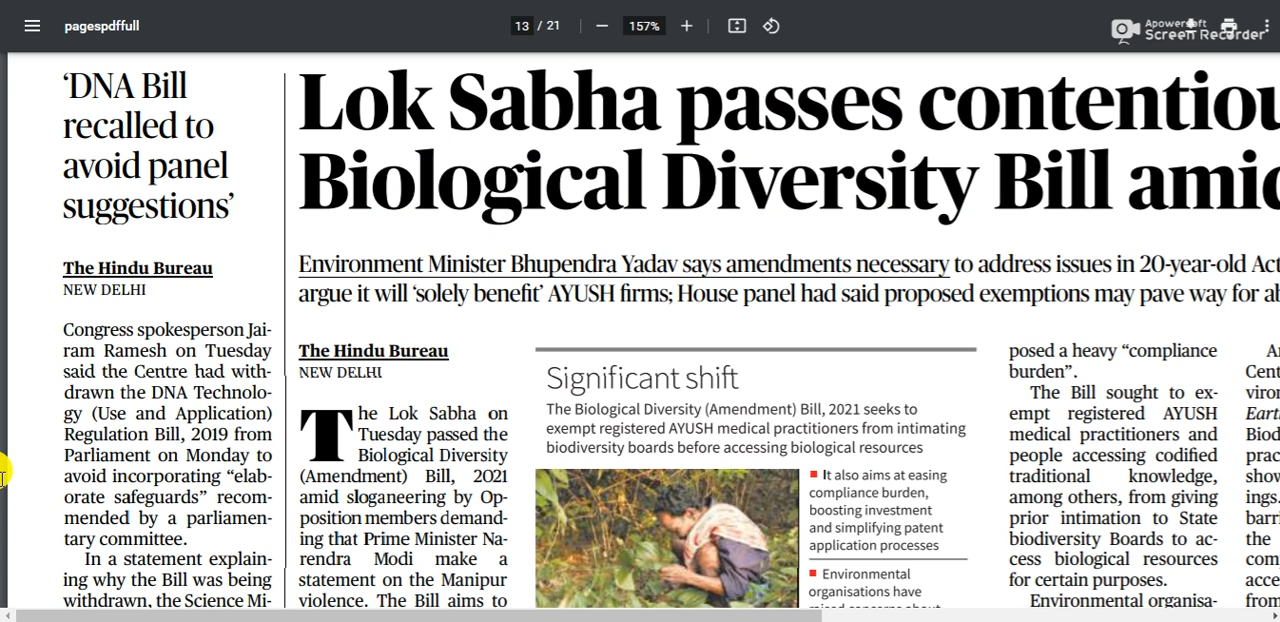 pagespdffull
13 / 21
157%
Apowersoft
Screen Recorder
‘DNA Bill
recalled to
avoid panel
suggestions’
The Hindu Bureau
NEW DELHI
Congress spokesperson Jai-
ram Ramesh on Tuesday
said the Centre had with-
drawn the DNA Technolo-
gy (Use and Application)
Regulation Bill, 2019 from
Parliament on Monday to
avoid incorporating “elab-
orate safeguards” recom-
mended by a parliamen-
tary committee.
In a statement explain-
ing why the Bill was being
withdrawn, the Science Mi-
Lok Sabha passes contentiou
Biological Diversity Bill amid
Environment Minister Bhupendra Yadav says amendments necessary to address issues in 20-year-old Act
argue it will ‘solely benefit’ AYUSH firms; House panel had said proposed exemptions may pave way for ab
The Hindu Bureau
NEW DELHI
The Lok Sabha on
Tuesday passed the
Biological Diversity
(Amendment) Bill, 2021
amid sloganeering by Op-
position members demand-
ing that Prime Minister Na-
rendra Modi make a
statement on the Manipur
violence. The Bill aims to
Significant shift
The Biological Diversity (Amendment) Bill, 2021 seeks to
exempt registered AYUSH medical practitioners from intimating
biodiversity boards before accessing biological resources
It also aims at easing
compliance burden,
boosting investment
and simplifying patent
application processes
Environmental
organisations have
raised concerns about
posed a heavy “compliance
burden”.
The Bill sought to ex-
empt registered AYUSH
medical practitioners and
people accessing codified
traditional knowledge,
among others, from giving
prior intimation to State
biodiversity Boards to ac-
cess biological resources
for certain purposes.
Environmental organisa-
An
Cent
viron
Eart
Biod
prac
show
ings.
barri
the
com
acce
from